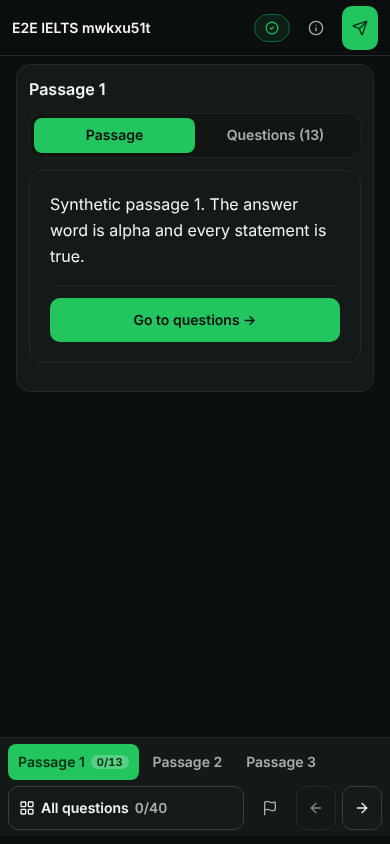 E2E IELTS mwkxu51t
Passage 1
Passage
Questions (13)
Synthetic passage 1. The answer
word is alpha and every statement is
true.
Go to questions →
Passage 1 0/13
Passage 2
Passage 3
All questions 0/40